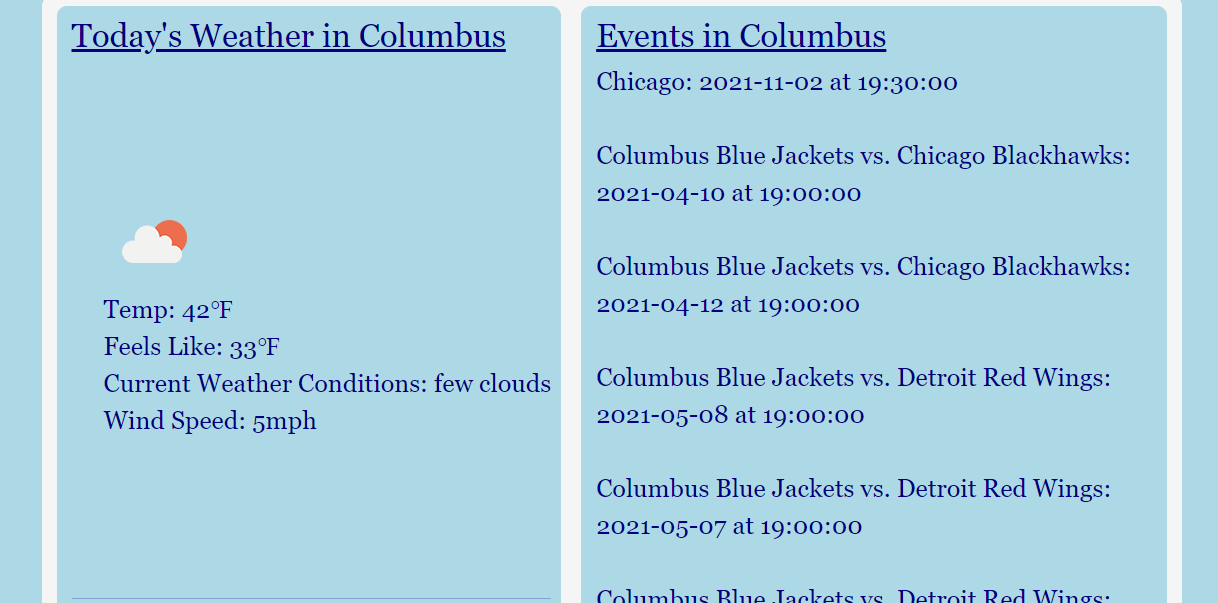 Today's Weather in Columbus
Temp: 42°F
Feels Like: 33°F
Current Weather Conditions: few clouds
Wind Speed: 5mph
Events in Columbus
Chicago: 2021-11-02 at 19:30:00
Columbus Blue Jackets vs. Chicago Blackhawks:
2021-04-10 at 19:00:00
Columbus Blue Jackets vs. Chicago Blackhawks:
2021-04-12 at 19:00:00
Columbus Blue Jackets vs. Detroit Red Wings:
2021-05-08 at 19:00:00
Columbus Blue Jackets vs. Detroit Red Wings:
2021-05-07 at 19:00:00
Columbus Blue Jackets vs. Detroit Red Wings: